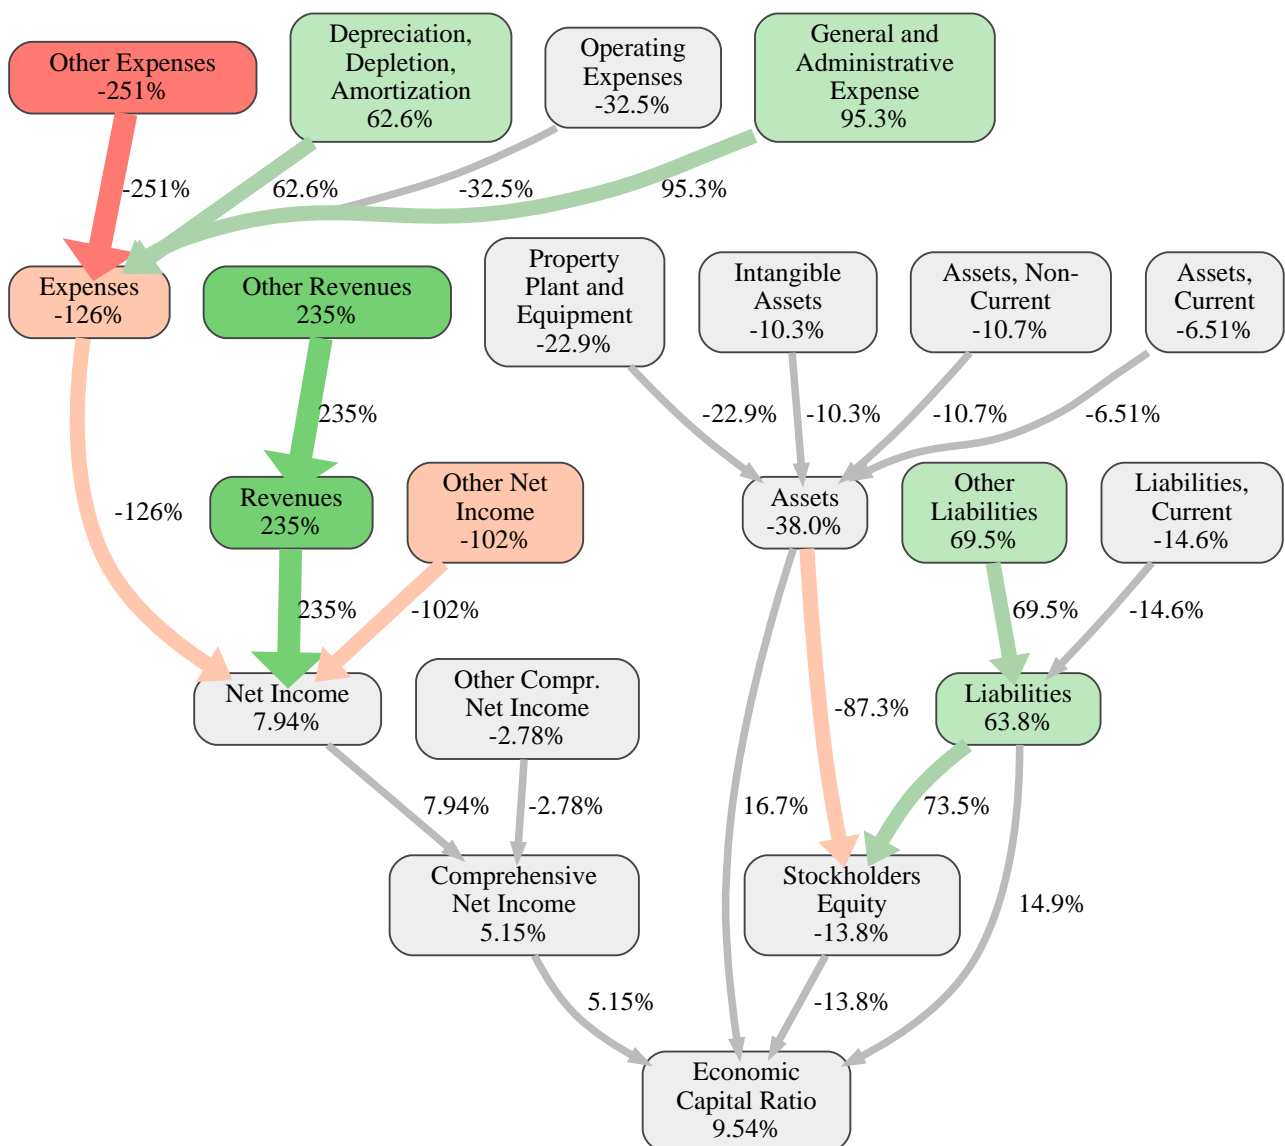 Other Expenses
-251%
Depreciation,
Depletion,
Amortization
62.6%
Operating
Expenses
-32.5%
General and
Administrative
Expense
95.3%
-251%
62.6%
-32.5%
95.3%
Expenses
-126%
Other Revenues
235%
Property
Plant and
Equipment
-22.9%
Intangible
Assets
-10.3%
Assets, Non-
Current
-10.7%
Assets,
Current
-6.51%
235%
-22.9%
-10.3%
-10.7%
-6.51%
-126%
Revenues
235%
Other Net
Income
-102%
Assets
-38.0%
Other
Liabilities
69.5%
Liabilities,
Current
-14.6%
235%
-102%
69.5%
-14.6%
Net Income
7.94%
Other Compr.
Net Income
-2.78%
-87.3%
Liabilities
63.8%
7.94%
-2.78%
16.7%
73.5%
Comprehensive
Net Income
5.15%
Stockholders
Equity
-13.8%
14.9%
5.15%
-13.8%
Economic
Capital Ratio
9.54%